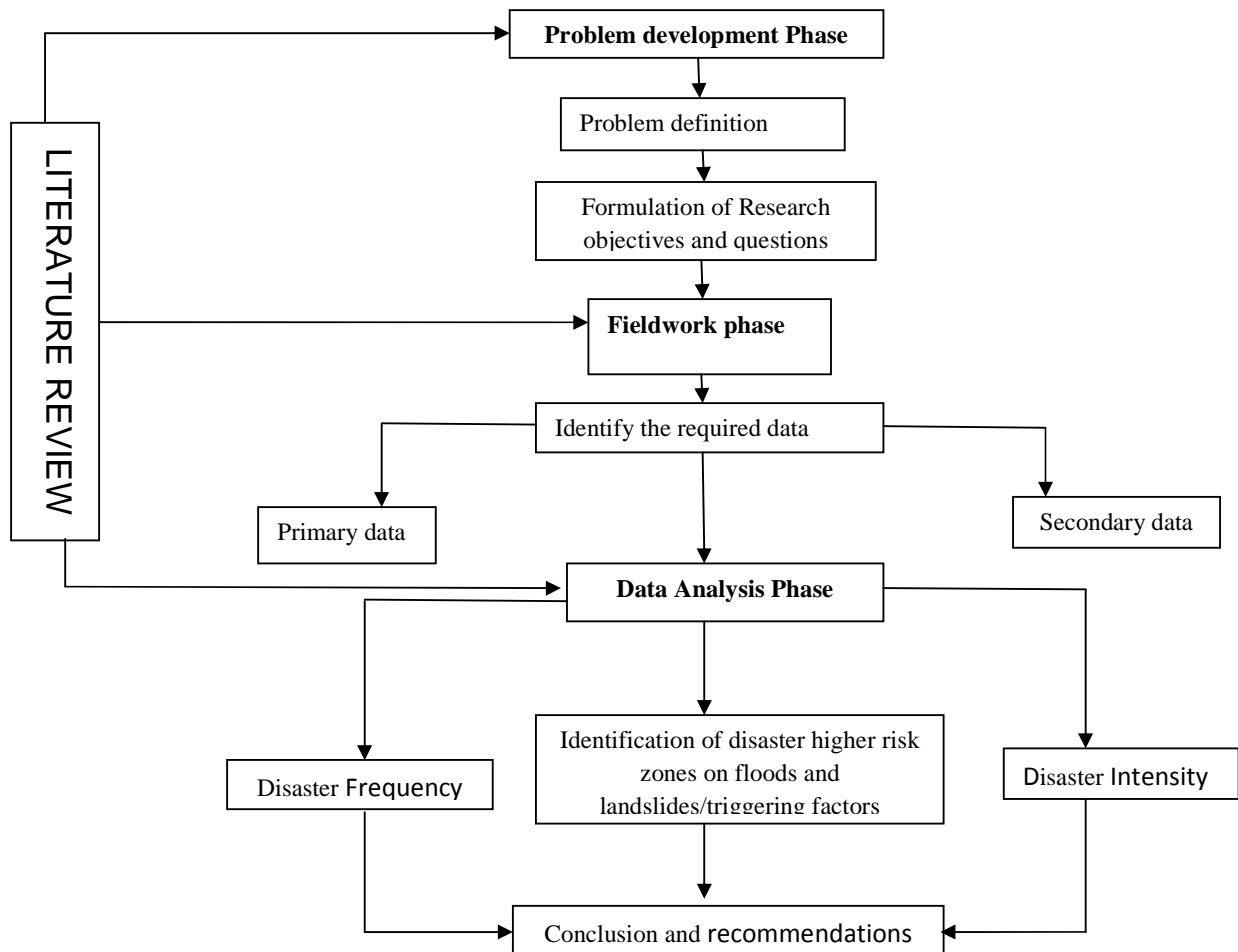 Problem development Phase
LITERATURE REVIEW
Problem definition
Formulation of Research
objectives and questions
Fieldwork phase
Identify the required data
Primary data
Secondary data
Data Analysis Phase
Disaster Frequency
Identification of disaster higher risk
zones on floods and
landslides/triggering factors
Disaster Intensity
Conclusion and recommendations